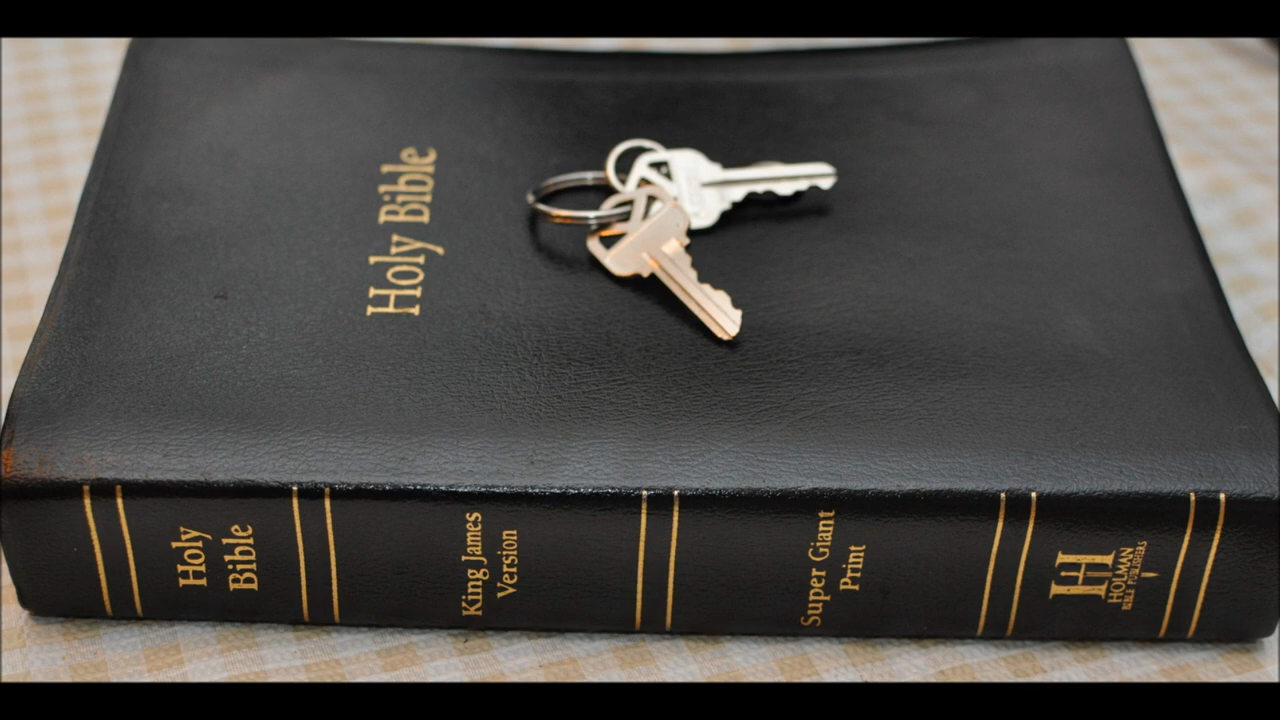 Holy Bible
Holy
Bible
King James
Version
Super Giant
Print
H
HOLMAN
BIBLE PUBLISHERS